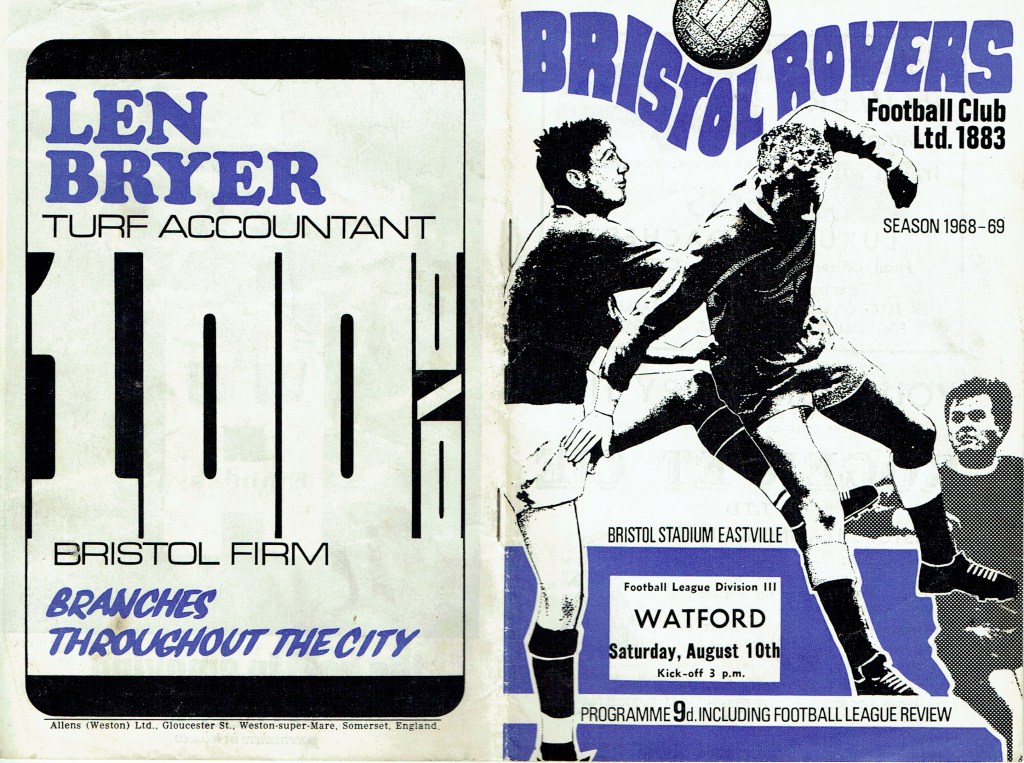 LEN
BRYER
TURF ACCOUNTANT
100%
BRISTOL FIRM
BRANCHES
THROUGHOUT THE CITY
Allens (Weston) Ltd., Gloucester St., Weston-super-Mare, Somerset, England.
BRISTOL ROVERS
Football Club
Ltd. 1883
SEASON 1968-69
BRISTOL STADIUM EASTVILLE
Football League Division III
WATFORD
Saturday, August 10th
Kick-off 3 p.m.
PROGRAMME 9d. INCLUDING FOOTBALL LEAGUE REVIEW